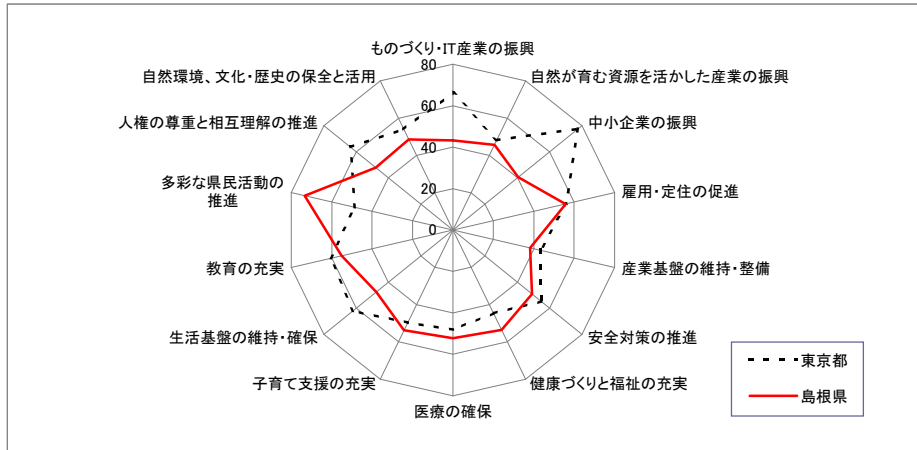 ものづくり・IT産業の振興
自然が育む資源を活かした産業の振興
中小企業の振興
雇用・定住の促進
産業基盤の維持・整備
安全対策の推進
健康づくりと福祉の充実
医療の確保
子育て支援の充実
生活基盤の維持・確保
教育の充実
多彩な県民活動の
推進
人権の尊重と相互理解の推進
自然環境、文化・歴史の保全と活用
80
60
40
20
0
東京都
島根県